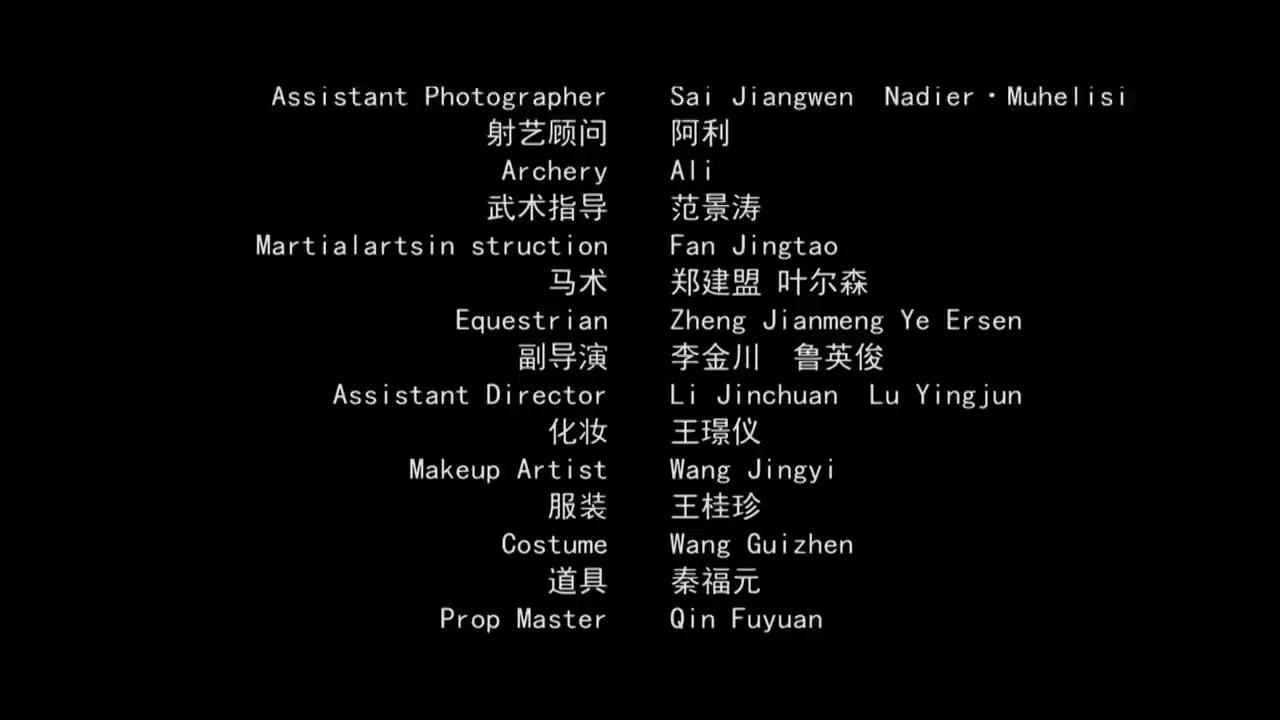 Assistant Photographer Sai Jiangwen Nadier·Muhelisi
射艺顾问 阿利
Archery Ali
武术指导 范景涛
Martialartsin struction Fan Jingtao
马术 郑建盟 叶尔森
Equestrian Zheng Jianmeng Ye Ersen
副导演 李金川 鲁英俊
Assistant Director Li Jinchuan Lu Yingjun
化妆 王璟仪
Makeup Artist Wang Jingyi
服装 王桂珍
Costume Wang Guizhen
道具 秦福元
Prop Master Qin Fuyuan